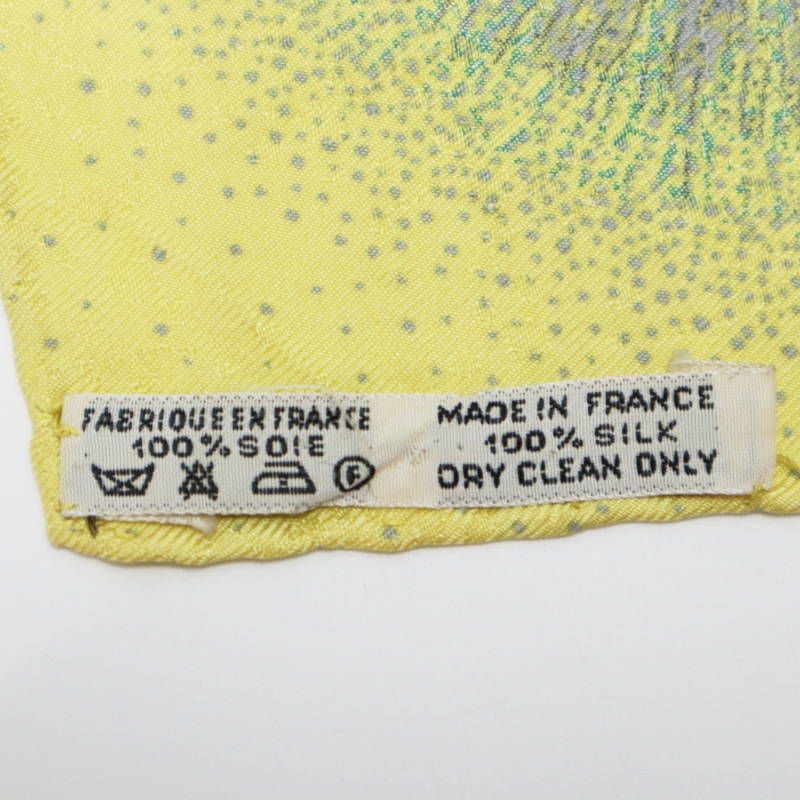 FABRIQUE EN FRANCE
100% SOIE
F
MADE IN FRANCE
100% SILK
DRY CLEAN ONLY